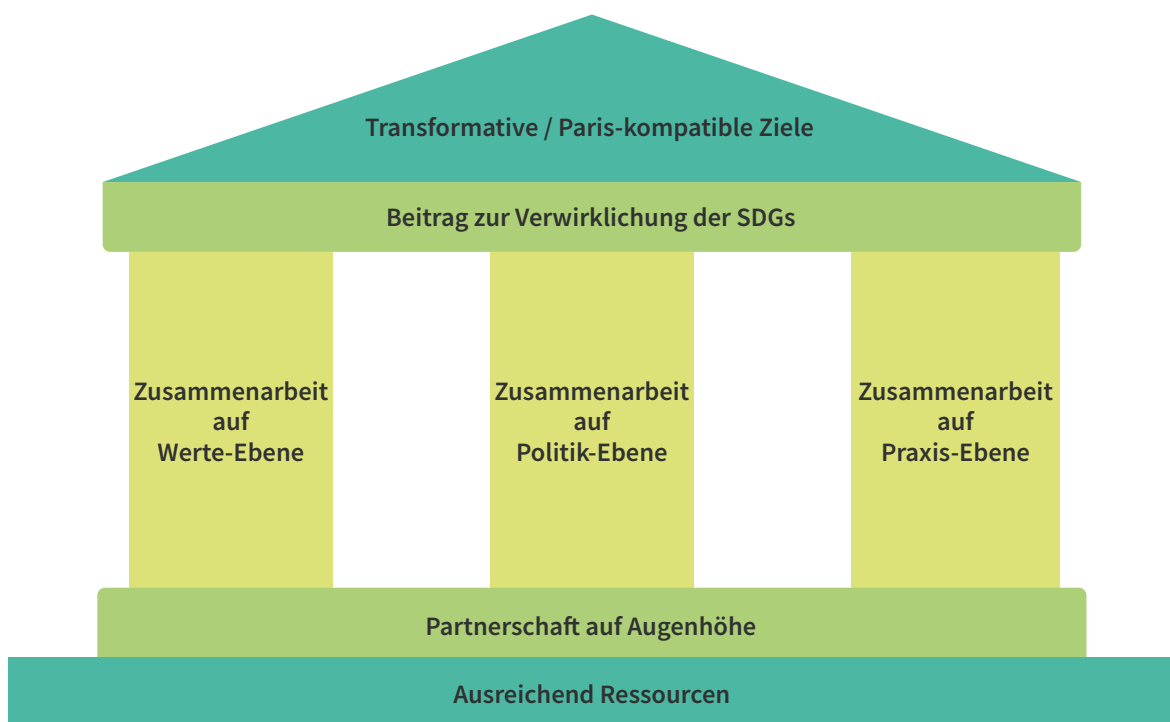 Transformative / Paris-kompatible Ziele
Beitrag zur Verwirklichung der SDGs
Zusammenarbeit
auf
Werte-Ebene
Zusammenarbeit
auf
Politik-Ebene
Zusammenarbeit
auf
Praxis-Ebene
Partnerschaft auf Augenhöhe
Ausreichend Ressourcen